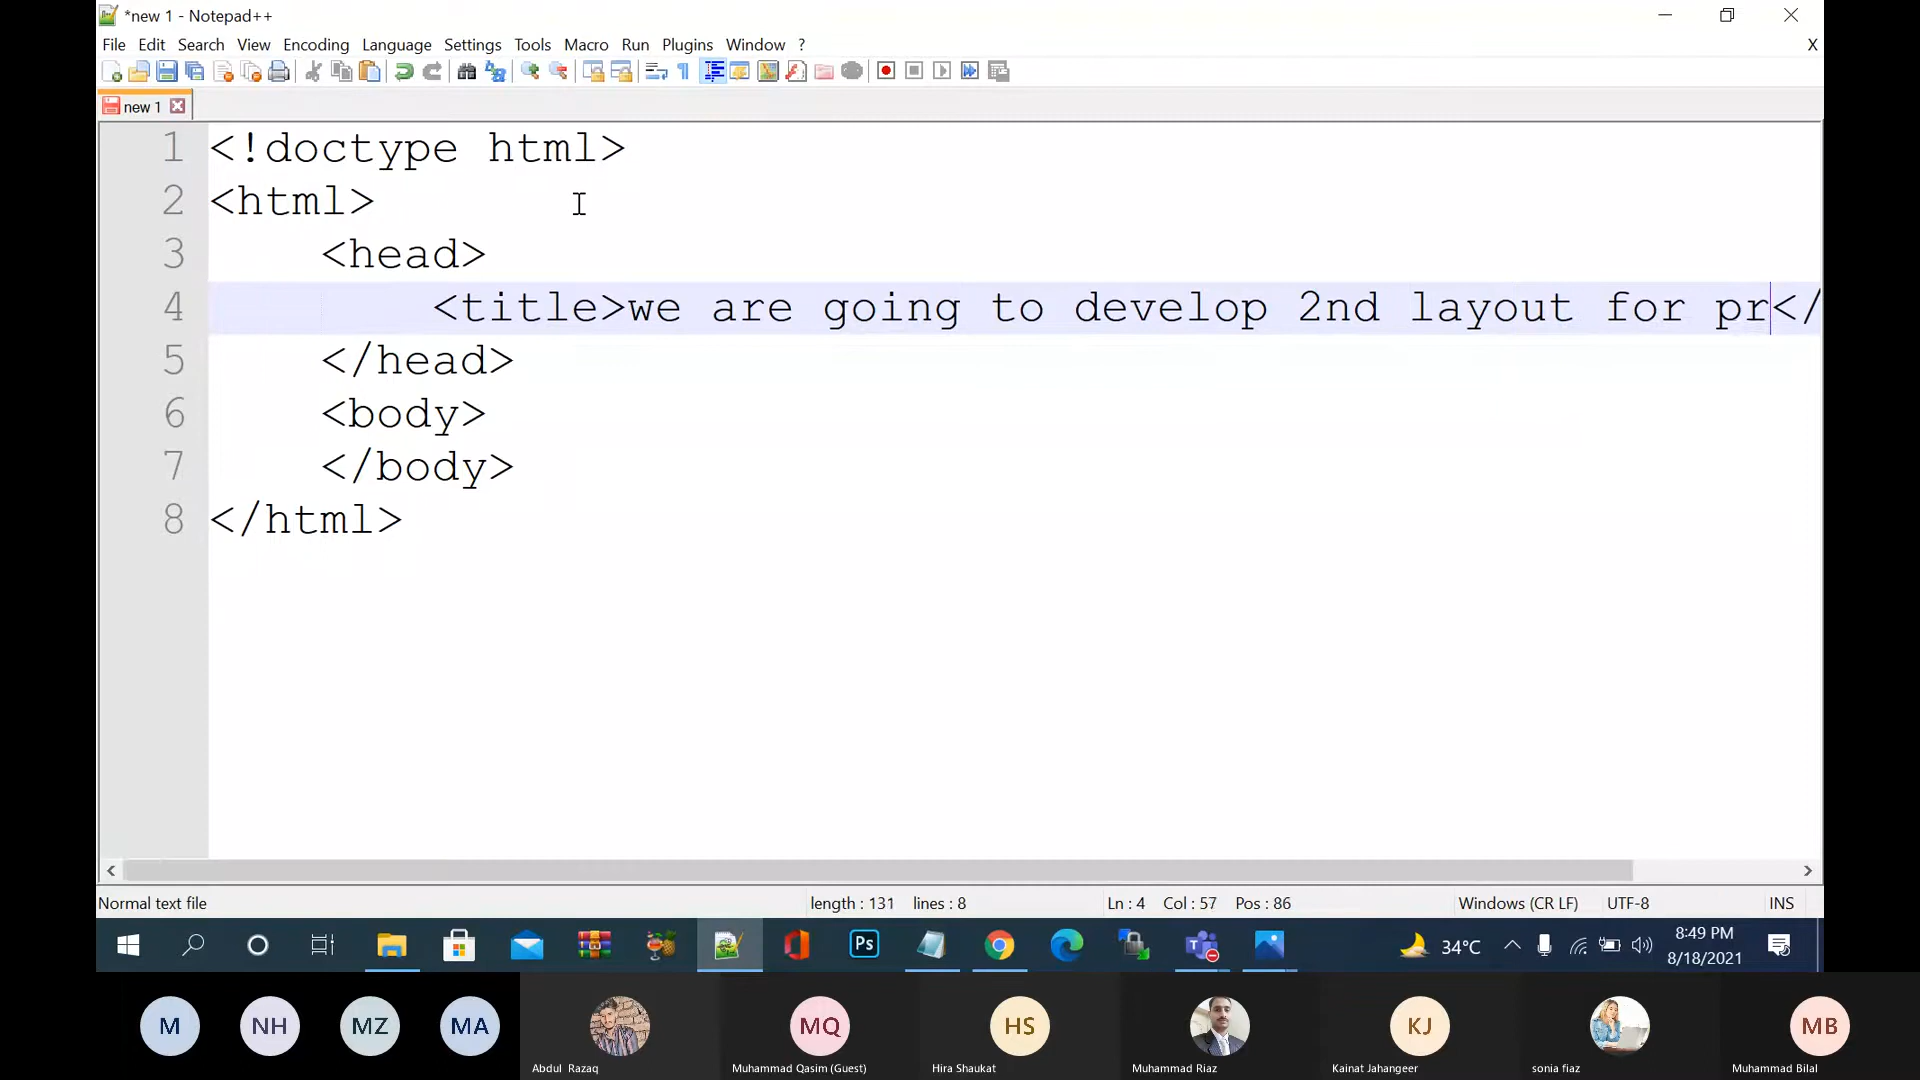 *new 1 - Notepad++
File Edit Search View Encoding Language Settings Tools Macro Run Plugins Window ? X
new 1
1 <!doctype html>
2 <html>
3 <head>
4 <title>we are going to develop 2nd layout for pr</
5 </head>
6 <body>
7 </body>
8 </html>
Normal text file length : 131 lines : 8 Ln : 4 Col : 57 Pos : 86 Windows (CR LF) UTF-8 INS
Ps 34°C 8:49 PM
8/18/2021
M NH MZ MA MQ HS KJ MB
Abdul Razaq Muhammad Qasim (Guest) Hira Shaukat Muhammad Riaz Kainat Jahangeer sonia fiaz Muhammad Bilal